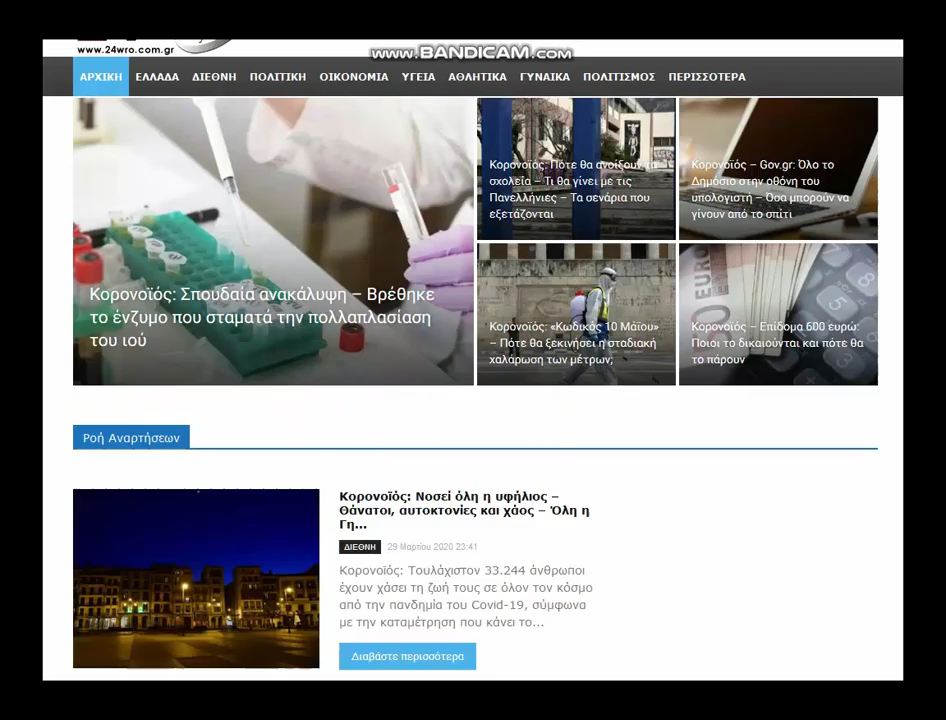 www.24wro.com.gr
www.BANDICAM.com
ΑΡΧΙΚΗ ΕΛΛΑΔΑ ΔΙΕΘΝΗ ΠΟΛΙΤΙΚΗ ΟΙΚΟΝΟΜΙΑ ΥΓΕΙΑ ΑΘΛΗΤΙΚΑ ΓΥΝΑΙΚΑ ΠΟΛΙΤΙΣΜΟΣ ΠΕΡΙΣΣΟΤΕΡΑ
Κορονοϊός: Σπουδαία ανακάλυψη – Βρέθηκε
το ένζυμο που σταματά την πολλαπλασίαση
του ιού
Κορονοϊός: Πότε θα ανοίξουν τα
σχολεία – Τι θα γίνει με τις
Πανελλήνιες – Τα σενάρια που
εξετάζονται
Κορονοϊός – Gov.gr: Όλο το
Δημόσιο στην οθόνη του
υπολογιστή – Όσα μπορούν να
γίνουν από το σπίτι
Κορονοϊός: «Κωδικός 10 Μάϊου»
– Πότε θα ξεκινήσει η σταδιακή
χαλάρωση των μέτρων;
Κορονοϊός – Επίδομα 600 ευρώ:
Ποιοι το δικαιούνται και πότε θα
το πάρουν
Ροή Αναρτήσεων
Κορονοϊός: Νοσεί όλη η υφήλιος –
Θάνατοι, αυτοκτονίες και χάος – Όλη η
Γη...
ΔΙΕΘΝΗ 29 Μαρτίου 2020 23:41
Κορονοϊός: Τουλάχιστον 33.244 άνθρωποι
έχουν χάσει τη ζωή τους σε όλον τον κόσμο
από την πανδημία του Covid-19, σύμφωνα
με την καταμέτρηση που κάνει το...
Διαβάστε περισσότερα